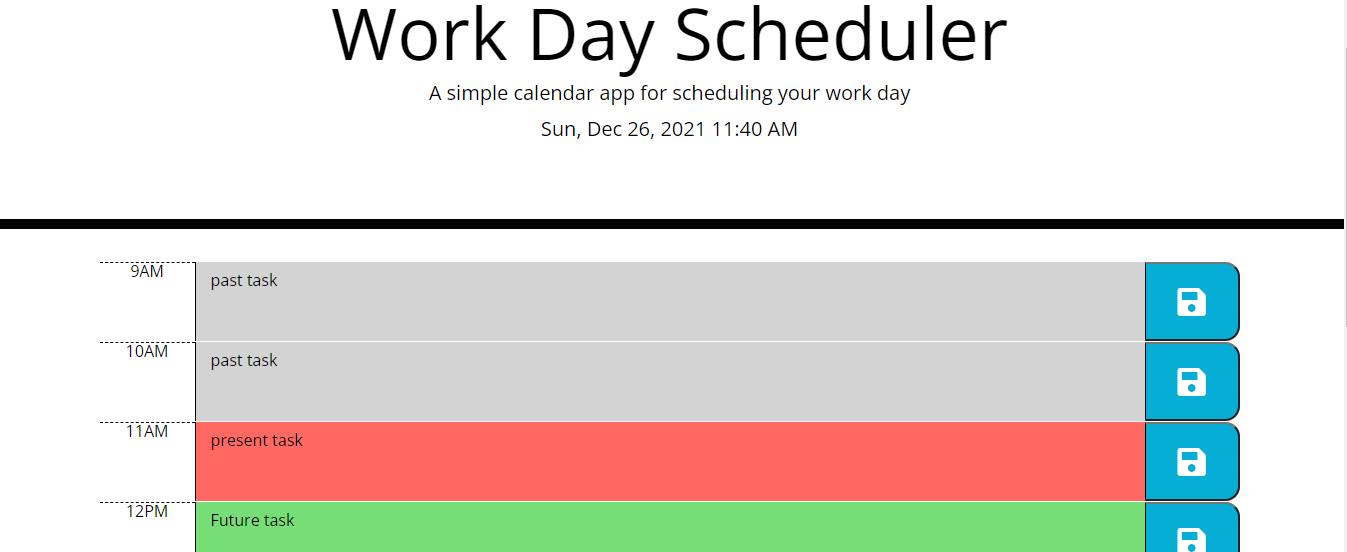 Work Day Scheduler
A simple calendar app for scheduling your work day
Sun, Dec 26, 2021 11:40 AM
9AM
past task
10AM
past task
11AM
present task
12PM
Future task